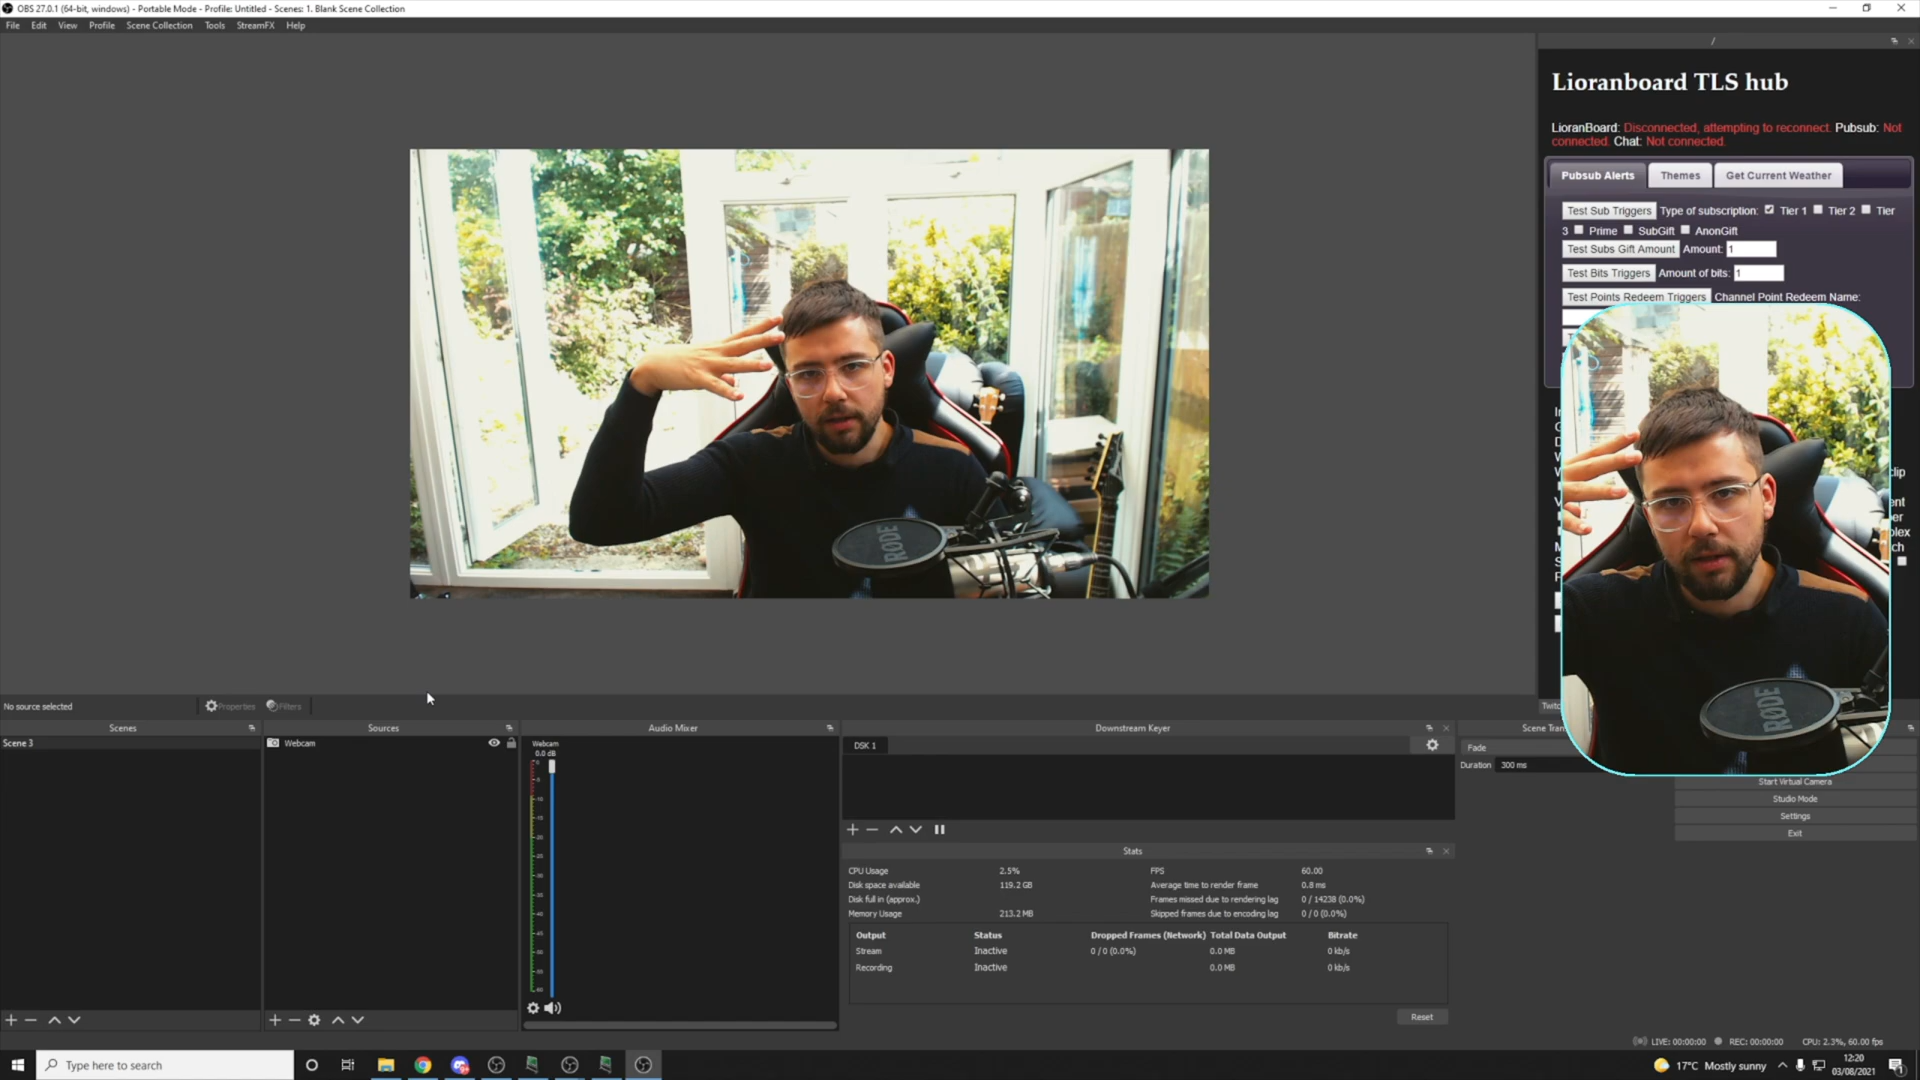 OBS 27.0.1 (64-bit, windows) - Portable Mode - Profile: Untitled - Scenes: 1. Blank Scene Collection
File Edit View Profile Scene Collection Tools StreamFX Help
/
Lioranboard TLS hub
LioranBoard: Disconnected, attempting to reconnect. Pubsub: Not
connected. Chat: Not connected.
Pubsub Alerts Themes Get Current Weather
Test Sub Triggers Type of subscription: Tier 1 Tier 2 Tier
3 Prime SubGift AnonGift
Test Subs Gift Amount Amount: 1
Test Bits Triggers Amount of bits: 1
Test Points Redeem Triggers Channel Point Redeem Name:
RØDE
RØDE
No source selected Properties Filters
Scenes Sources Audio Mixer Downstream Keyer
Scene 3
Webcam
Webcam
0.0 dB
DSK 1
Fade
Duration 300 ms
Start Virtual Camera
Studio Mode
Settings
Exit
Stats
CPU Usage 2.5% FPS 60.00
Disk space available 119.2 GB Average time to render frame 0.8 ms
Disk full in (approx.) Frames missed due to rendering lag 0 / 14238 (0.0%)
Memory Usage 213.2 MB Skipped frames due to encoding lag 0 / 0 (0.0%)
Output Status Dropped Frames (Network) Total Data Output Bitrate
Stream Inactive 0 / 0 (0.0%) 0.0 MB 0 kb/s
Recording Inactive 0.0 MB 0 kb/s
Reset
LIVE: 00:00:00 REC: 00:00:00 CPU: 2.3%, 60.00 fps
Type here to search
17°C Mostly sunny
12:20
03/08/2021